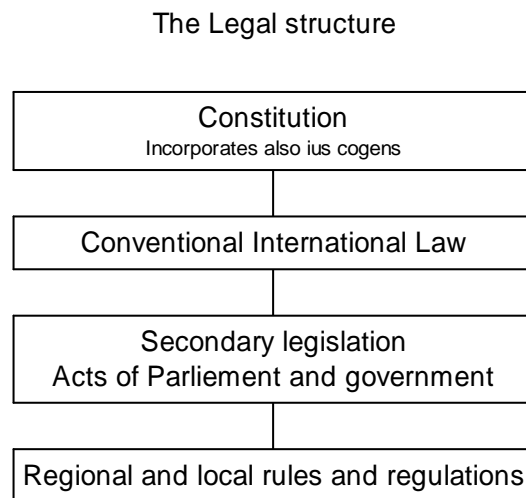 The Legal structure
Constitution
Incorporates also ius cogens
Conventional International Law
Secondary legislation
Acts of Parliement and government
Regional and local rules and regulations